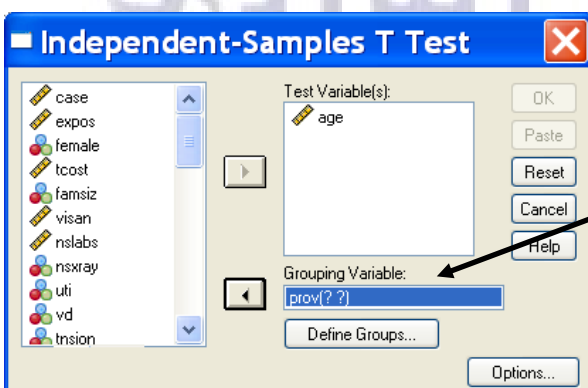 Independent-Samples T Test
case
expos
female
tcost
famsiz
visan
nslabs
nsxray
uti
vd
tnsion
Test Variable(s):
age
Grouping Variable:
prov(? ?)
Define Groups...
OK
Paste
Reset
Cancel
Help
Options...